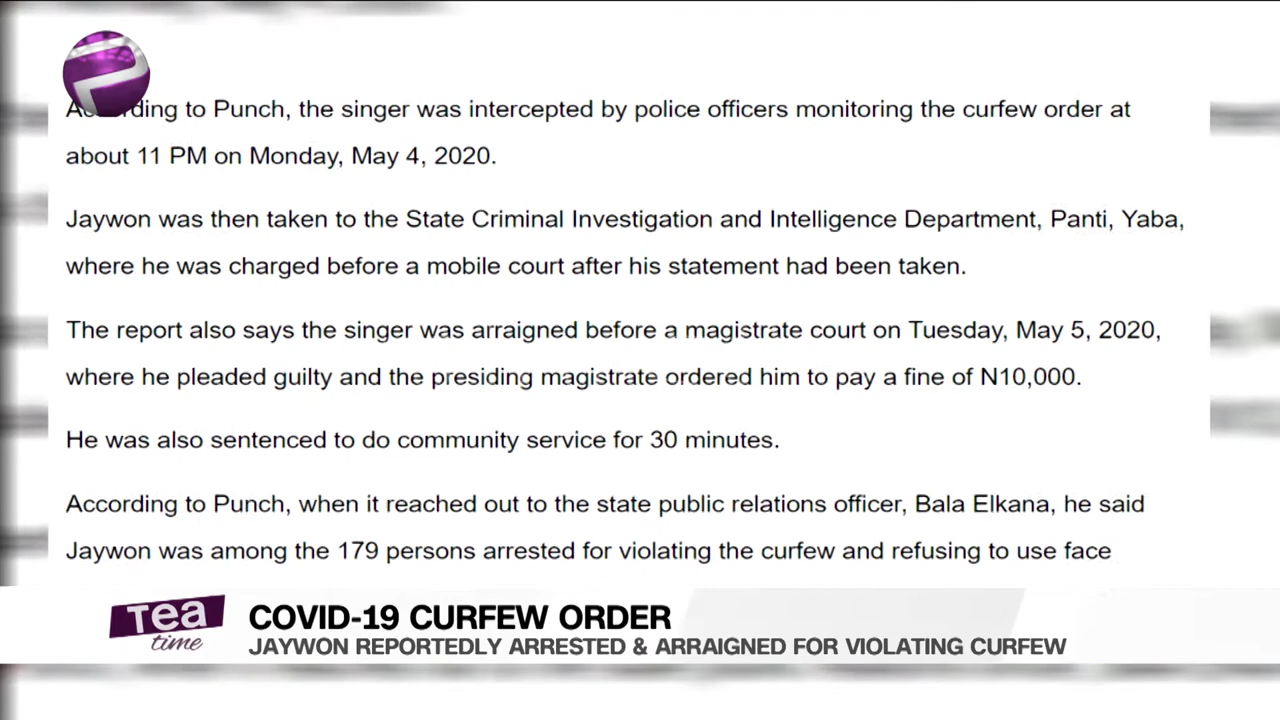 According to Punch, the singer was intercepted by police officers monitoring the curfew order at
about 11 PM on Monday, May 4, 2020.
Jaywon was then taken to the State Criminal Investigation and Intelligence Department, Panti, Yaba,
where he was charged before a mobile court after his statement had been taken.
The report also says the singer was arraigned before a magistrate court on Tuesday, May 5, 2020,
where he pleaded guilty and the presiding magistrate ordered him to pay a fine of N10,000.
He was also sentenced to do community service for 30 minutes.
According to Punch, when it reached out to the state public relations officer, Bala Elkana, he said
Jaywon was among the 179 persons arrested for violating the curfew and refusing to use face
Tea
time
COVID-19 CURFEW ORDER
JAYWON REPORTEDLY ARRESTED & ARRAIGNED FOR VIOLATING CURFEW